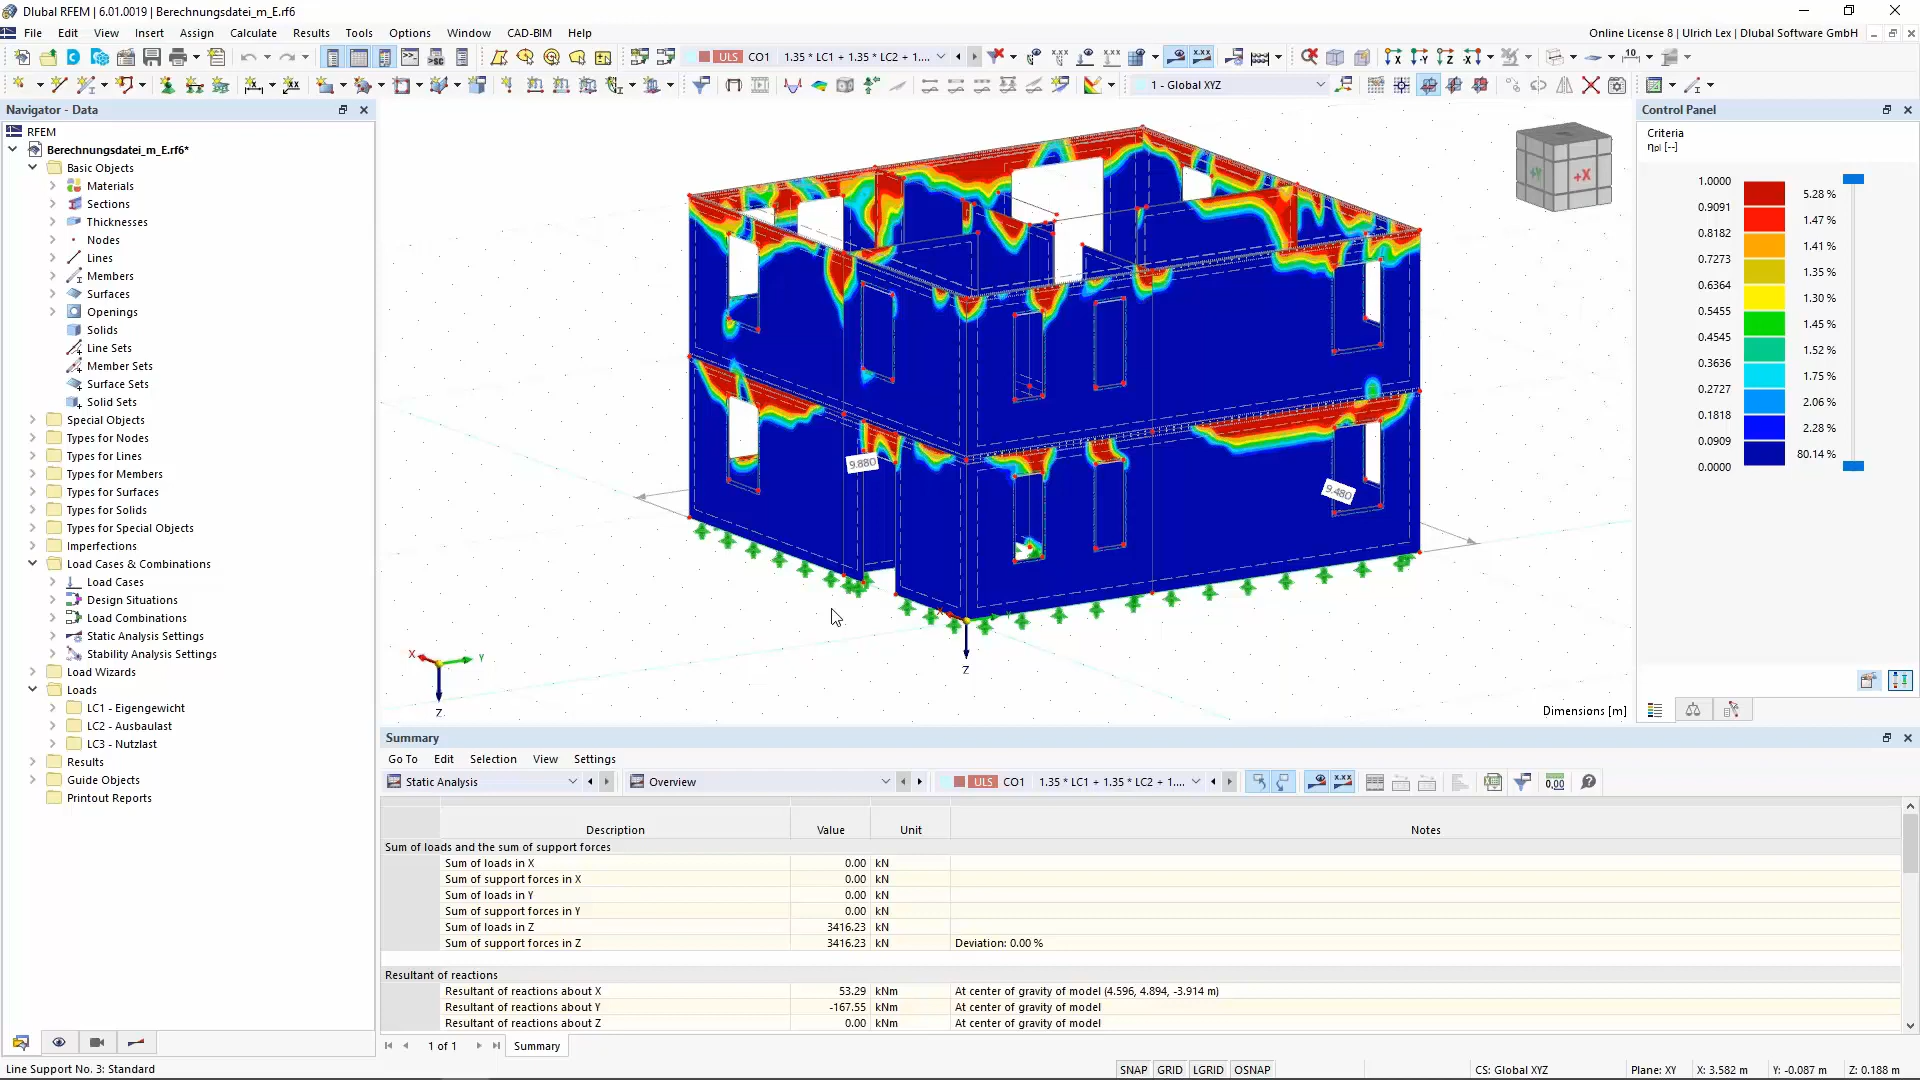 Dlubal RFEM | 6.01.0019 | Berechnungsdatei_m_E.rf6
File Edit View Insert Assign Calculate Results Tools Options Window CAD-BIM Help
Online License 8 | Ulrich Lex | Dlubal Software GmbH
ULS CO1 1.35 * LC1 + 1.35 * LC2 + 1....
1 - Global XYZ
Navigator - Data
RFEM
Berechnungsdatei_m_E.rf6*
Basic Objects
Materials
Sections
Thicknesses
Nodes
Lines
Members
Surfaces
Openings
Solids
Line Sets
Member Sets
Surface Sets
Solid Sets
Special Objects
Types for Nodes
Types for Lines
Types for Members
Types for Surfaces
Types for Solids
Types for Special Objects
Imperfections
Load Cases & Combinations
Load Cases
Design Situations
Load Combinations
Static Analysis Settings
Stability Analysis Settings
Load Wizards
Loads
LC1 - Eigengewicht
LC2 - Ausbaulast
LC3 - Nutzlast
Results
Guide Objects
Printout Reports
9.880
9.480
X Y
Z
Z
+Y +X
Dimensions [m]
Control Panel
Criteria
ηpl [--]
1.0000
5.28 %
0.9091
1.47 %
0.8182
1.41 %
0.7273
1.35 %
0.6364
1.30 %
0.5455
1.45 %
0.4545
1.52 %
0.3636
1.75 %
0.2727
2.06 %
0.1818
2.28 %
0.0909
80.14 %
0.0000
Summary
Go To Edit Selection View Settings
Static Analysis Overview ULS CO1 1.35 * LC1 + 1.35 * LC2 + 1....
Description Value Unit Notes
Sum of loads and the sum of support forces
Sum of loads in X 0.00 kN
Sum of support forces in X 0.00 kN
Sum of loads in Y 0.00 kN
Sum of support forces in Y 0.00 kN
Sum of loads in Z 3416.23 kN
Sum of support forces in Z 3416.23 kN Deviation: 0.00 %
Resultant of reactions
Resultant of reactions about X 53.29 kNm At center of gravity of model (4.596, 4.894, -3.914 m)
Resultant of reactions about Y -167.55 kNm At center of gravity of model
Resultant of reactions about Z 0.00 kNm At center of gravity of model
1 of 1 Summary
Line Support No. 3: Standard
SNAP GRID LGRID OSNAP
CS: Global XYZ
Plane: XY X: 3.582 m Y: -0.087 m Z: 0.188 m